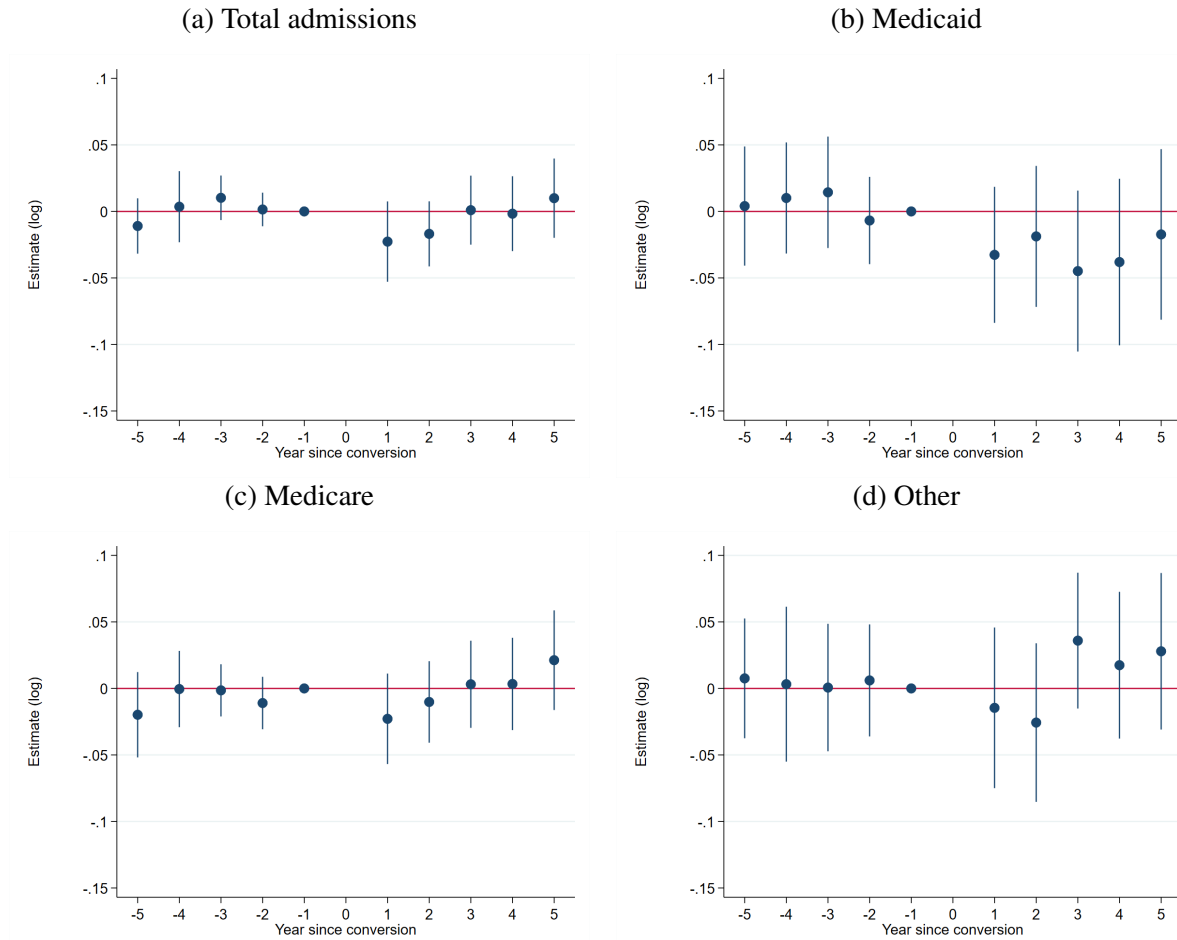 (a) Total admissions
.1
.05
0
-.05
-.1
-.15
Estimate (log)
-5 -4 -3 -2 -1 0 1 2 3 4 5
Year since conversion
(b) Medicaid
.1
.05
0
-.05
-.1
-.15
Estimate (log)
-5 -4 -3 -2 -1 0 1 2 3 4 5
Year since conversion
(c) Medicare
.1
.05
0
-.05
-.1
-.15
Estimate (log)
-5 -4 -3 -2 -1 0 1 2 3 4 5
Year since conversion
(d) Other
.1
.05
0
-.05
-.1
-.15
Estimate (log)
-5 -4 -3 -2 -1 0 1 2 3 4 5
Year since conversion